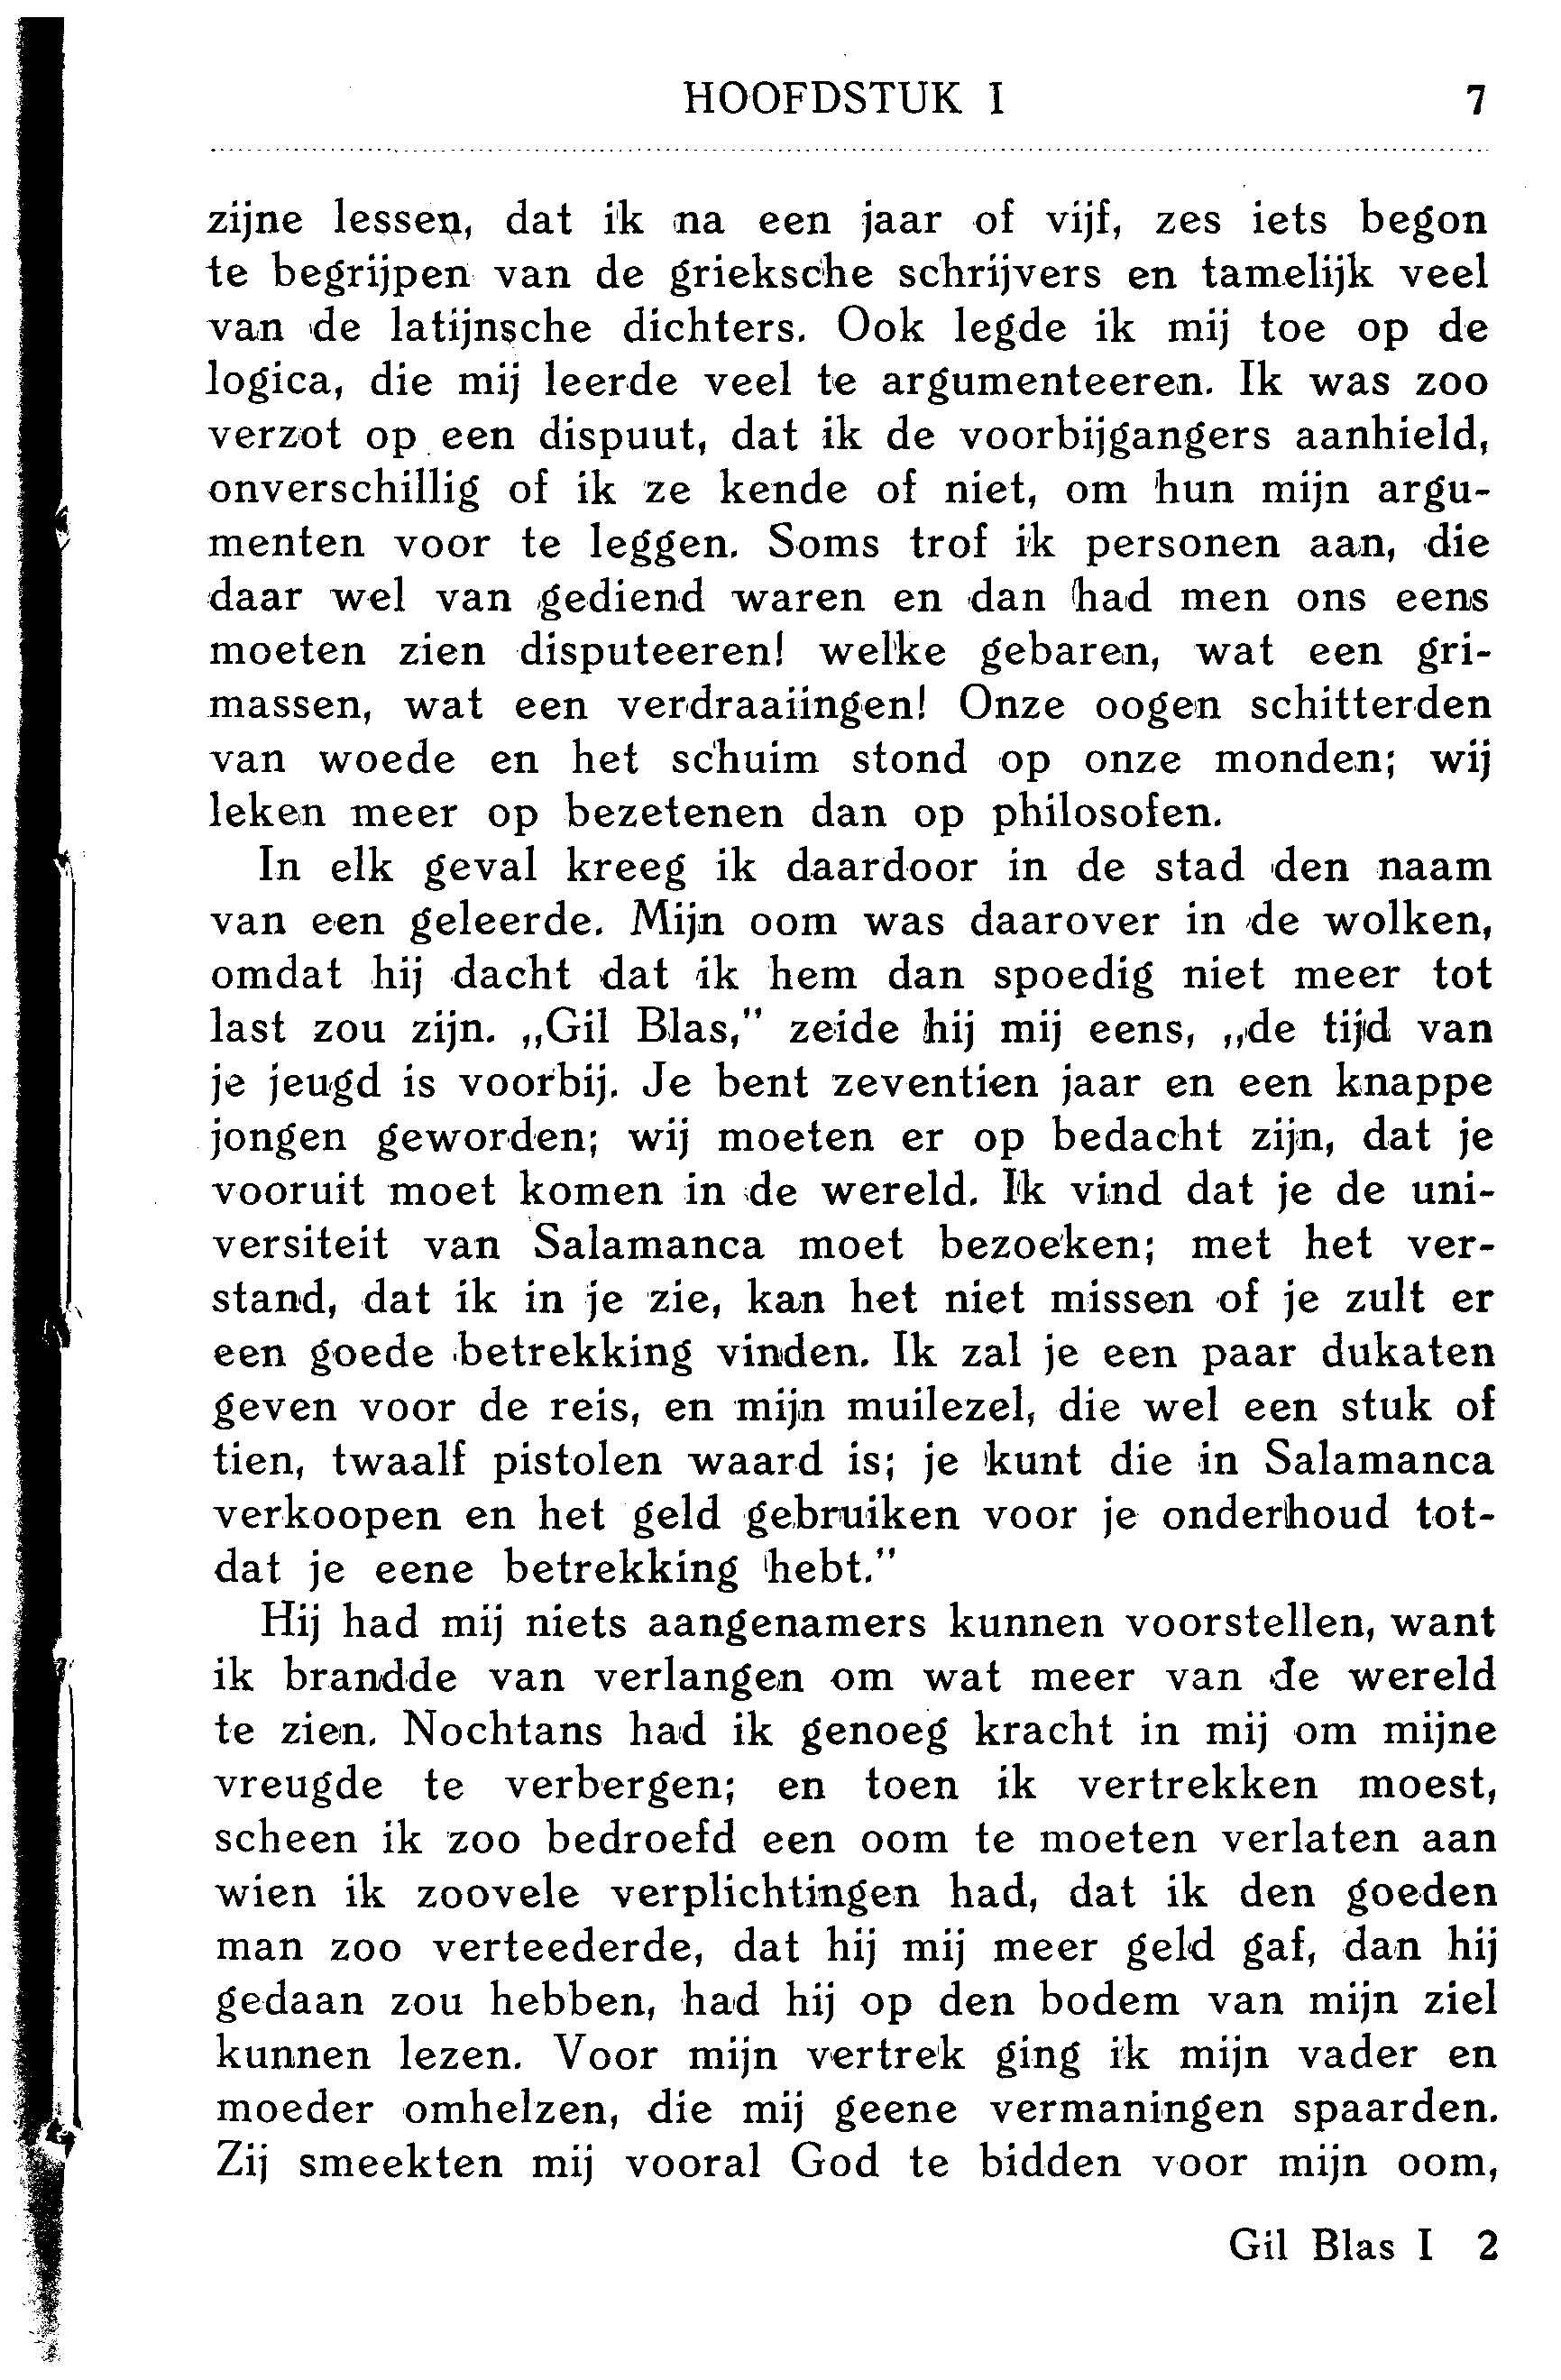 HOOFDSTUK I 7
zijne lessen, dat ik na een jaar of vijf, zes iets begon
te begrijpen van de grieksche schrijvers en tamelijk veel
van de latijnsche dichters. Ook legde ik mij toe op de
logica, die mij leerde veel te argumenteeren. Ik was zoo
verzot op een dispuut, dat ik de voorbijgangers aanhield,
onverschillig of ik ze kende of niet, om hun mijn argu-
menten voor te leggen. Soms trof ik personen aan, die
daar wel van gediend waren en dan had men ons eens
moeten zien disputeeren! welke gebaren, wat een gri-
massen, wat een verdraaiingen! Onze oogen schitterden
van woede en het schuim stond op onze monden; wij
leken meer op bezetenen dan op philosofen.
In elk geval kreeg ik daardoor in de stad den naam
van een geleerde. Mijn oom was daarover in de wolken,
omdat hij dacht dat ik hem dan spoedig niet meer tot
last zou zijn. „Gil Blas,” zeide hij mij eens, „de tijd van
je jeugd is voorbij. Je bent zeventien jaar en een knappe
jongen geworden; wij moeten er op bedacht zijn, dat je
vooruit moet komen in de wereld. Ik vind dat je de uni-
versiteit van Salamanca moet bezoeken; met het ver-
stand, dat ik in je zie, kan het niet missen of je zult er
een goede betrekking vinden. Ik zal je een paar dukaten
geven voor de reis, en mijn muilezel, die wel een stuk of
tien, twaalf pistolen waard is; je kunt die in Salamanca
verkoopen en het geld gebruiken voor je onderhoud tot-
dat je eene betrekking hebt.”
Hij had mij niets aangenamers kunnen voorstellen, want
ik brandde van verlangen om wat meer van de wereld
te zien. Nochtans had ik genoeg kracht in mij om mijne
vreugde te verbergen; en toen ik vertrekken moest,
scheen ik zoo bedroefd een oom te moeten verlaten aan
wien ik zoovele verplichtingen had, dat ik den goeden
man zoo verteederde, dat hij mij meer geld gaf, dan hij
gedaan zou hebben, had hij op den bodem van mijn ziel
kunnen lezen. Voor mijn vertrek ging ik mijn vader en
moeder omhelzen, die mij geene vermaningen spaarden.
Zij smeekten mij vooral God te bidden voor mijn oom,
Gil Blas I 2